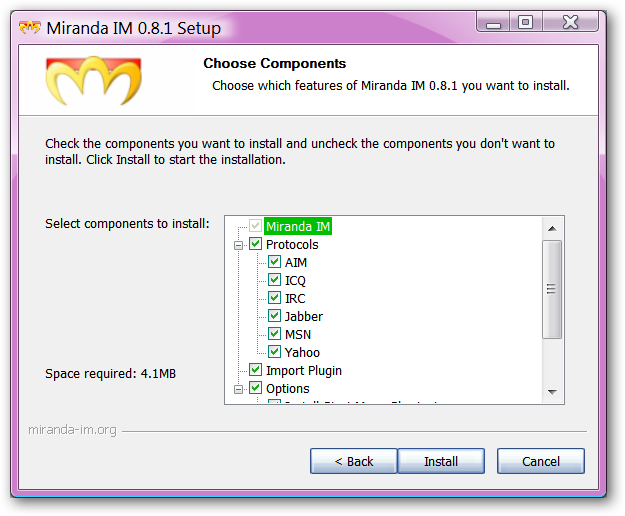 Miranda IM 0.8.1 Setup
Choose Components
Choose which features of Miranda IM 0.8.1 you want to install.
Check the components you want to install and uncheck the components you don't want to
install. Click Install to start the installation.
Select components to install:
Miranda IM
Protocols
AIM
ICQ
IRC
Jabber
MSN
Yahoo
Import Plugin
Options
Space required: 4.1MB
miranda-im.org
< Back
Install
Cancel